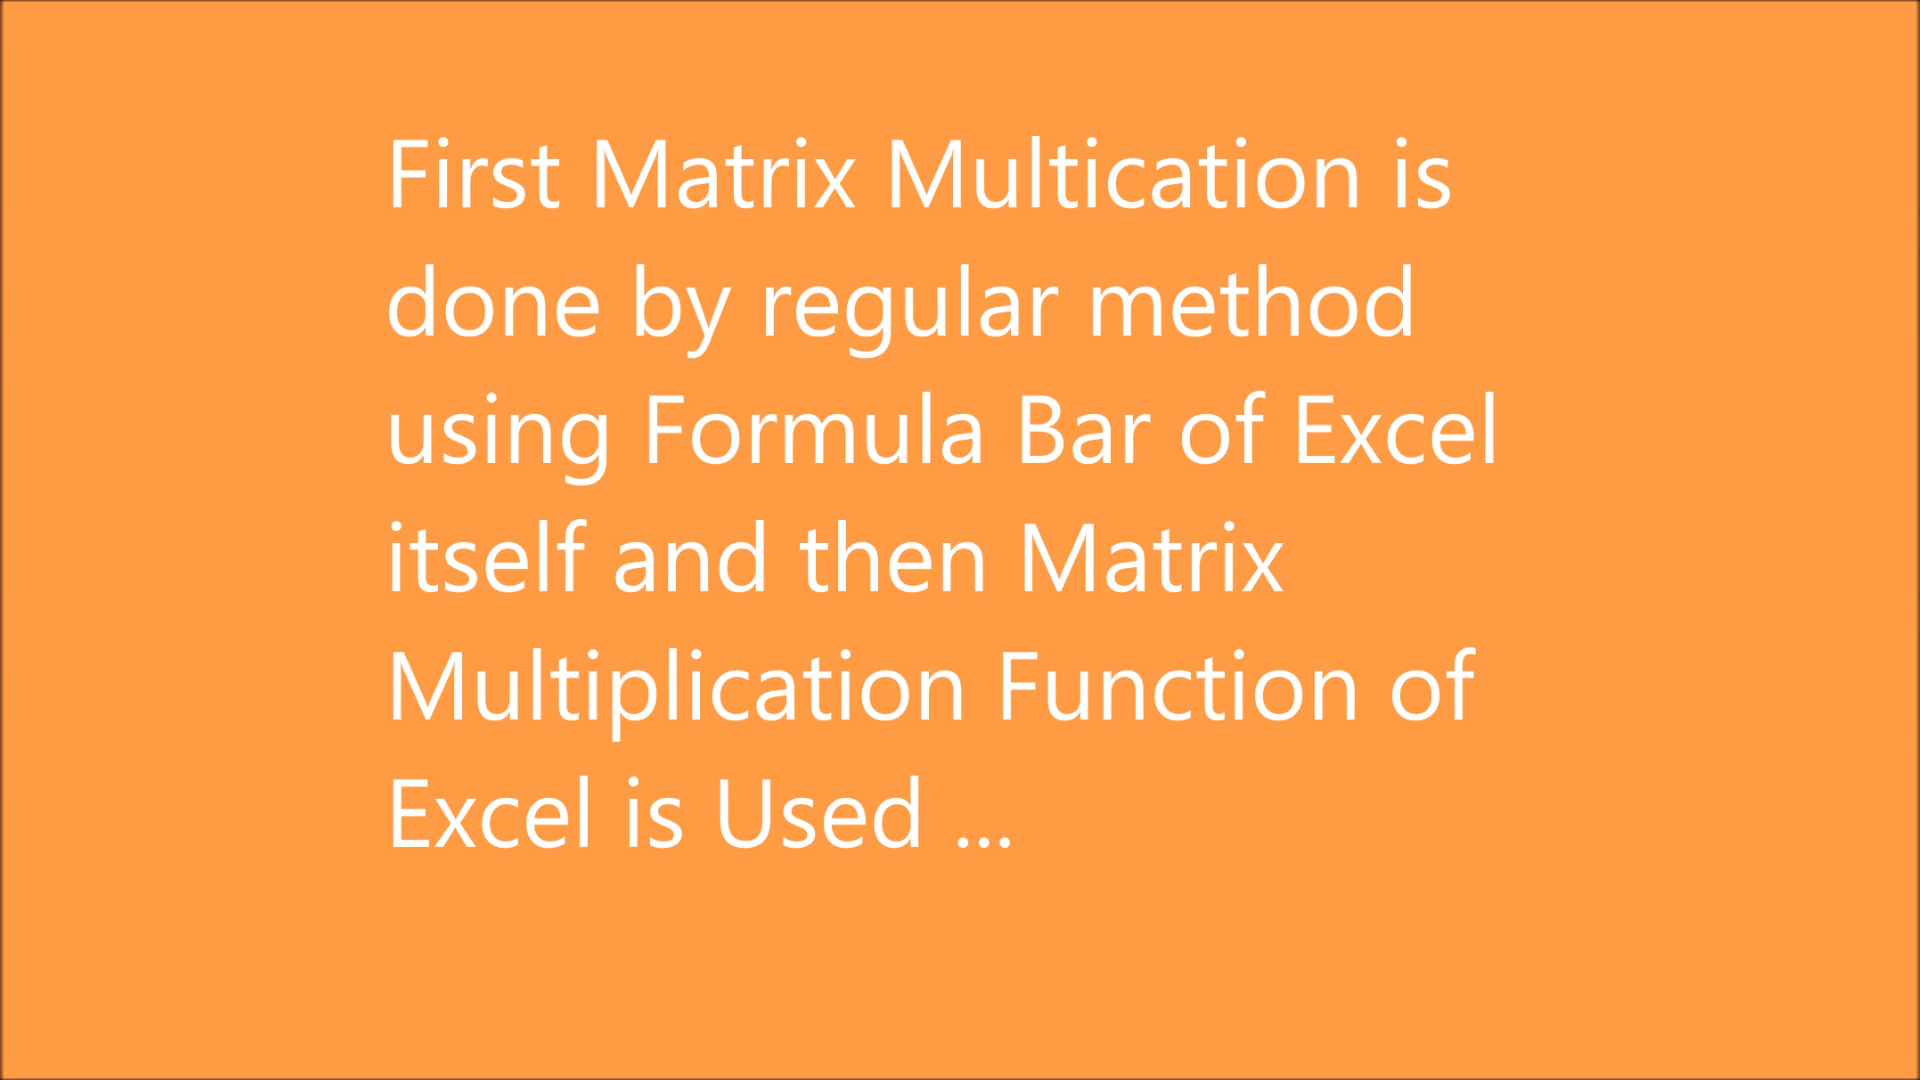 First Matrix Multication is
done by regular method
using Formula Bar of Excel
itself and then Matrix
Multiplication Function of
Excel is Used ...